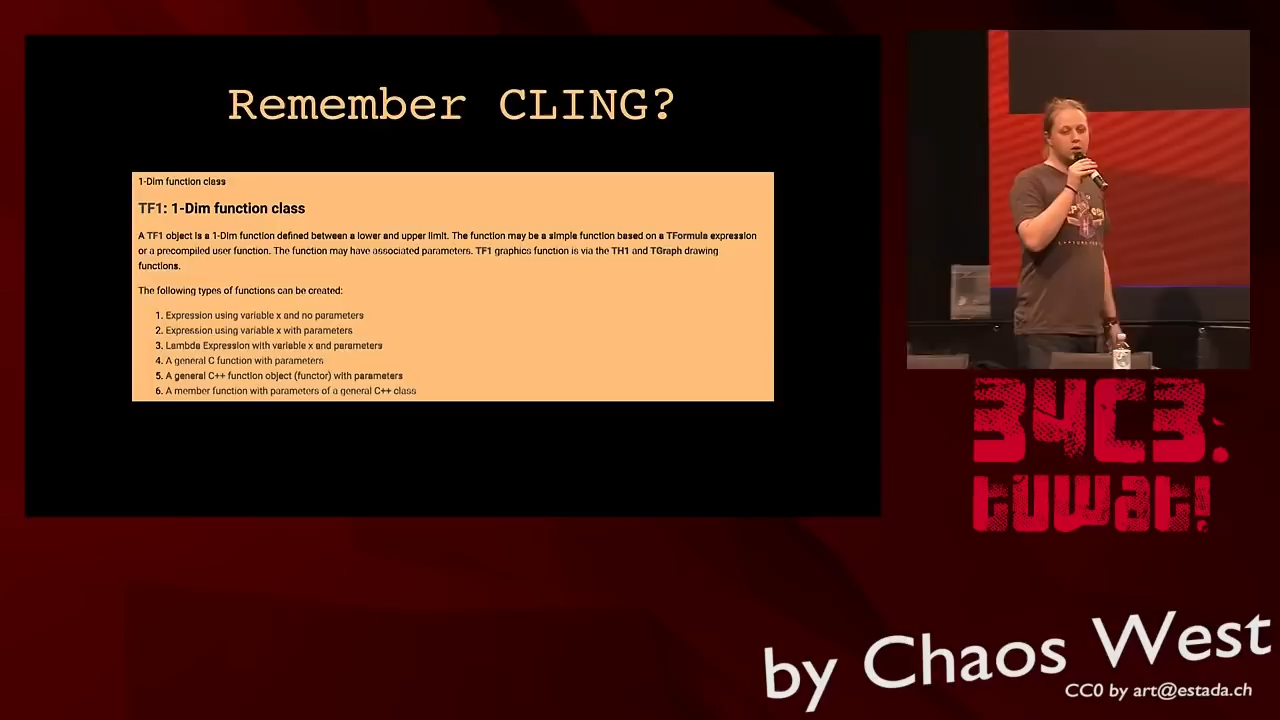 Remember CLING?
1-Dim function class
TF1: 1-Dim function class
A TF1 object is a 1-Dim function defined between a lower and upper limit. The function may be a simple function based on a TFormula expression
or a precompiled user function. The function may have associated parameters. TF1 graphics function is via the TH1 and TGraph drawing
functions.
The following types of functions can be created:
1. Expression using variable x and no parameters
2. Expression using variable x with parameters
3. Lambda Expression with variable x and parameters
4. A general C function with parameters
5. A general C++ function object (functor) with parameters
6. A member function with parameters of a general C++ class
34C3:
tuwat!
by Chaos West
CC0 by art@estada.ch